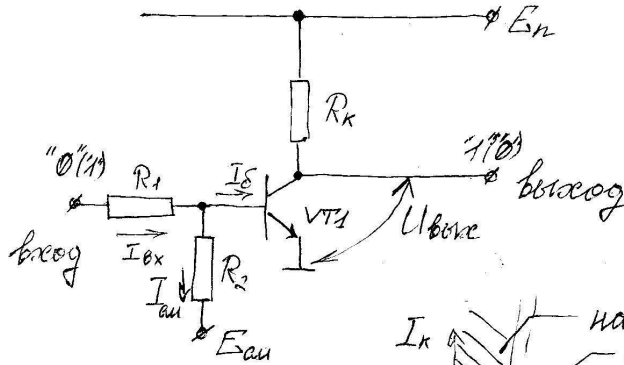 Eп
Rк
"0"(1)
"1"(0)
R1
Iб
выход
VT1
Uвых
вход
Iвх
R2
Iсм
Eсм
Iк
на